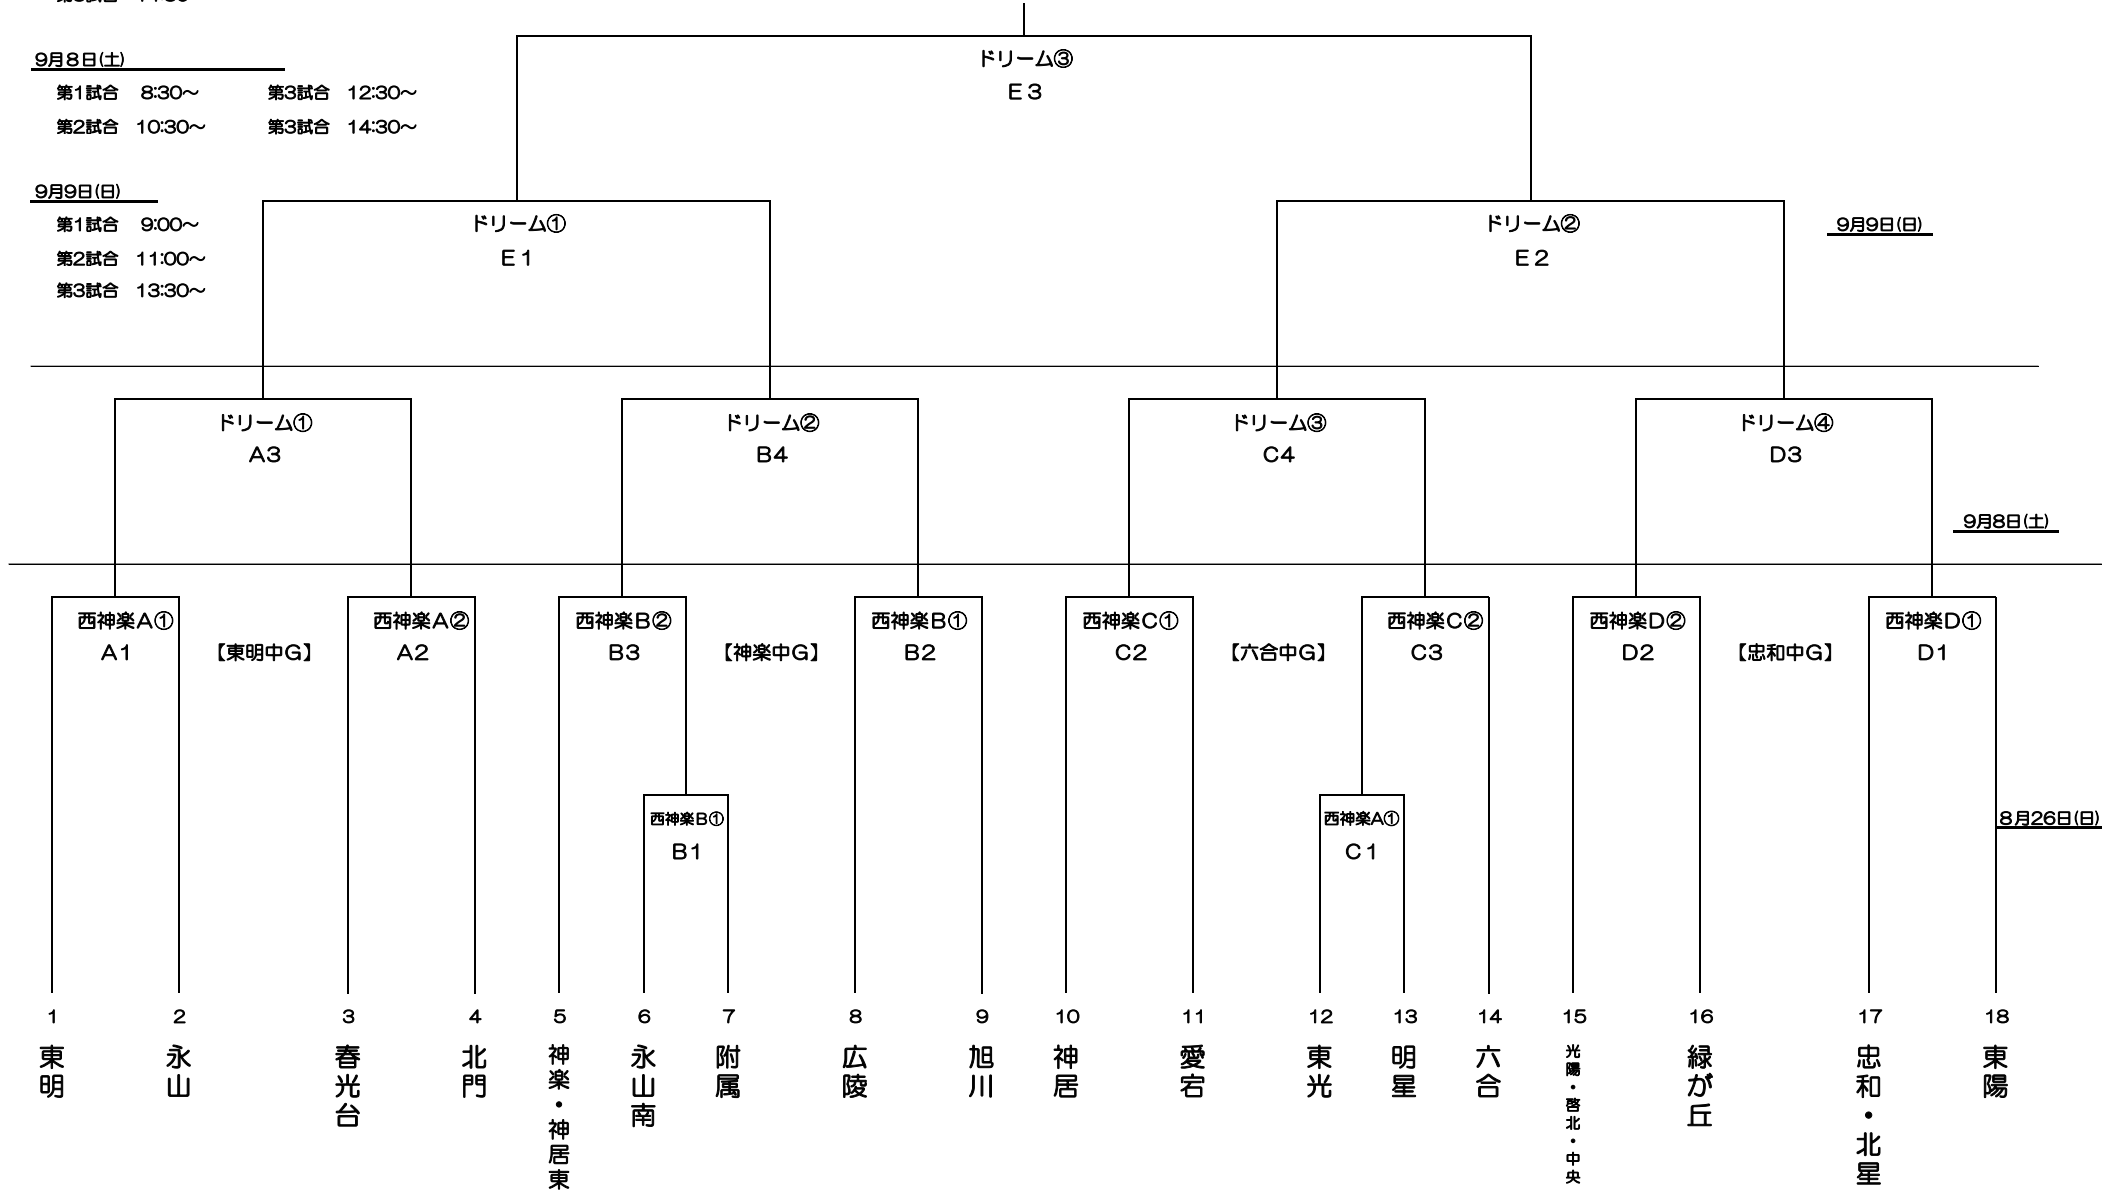 ドリーム③
E3
9月8日(土)
第1試合 8:30～ 第3試合 12:30～
第2試合 10:30～ 第3試合 14:30～
9月9日(日)
第1試合 9:00～
第2試合 11:00～
第3試合 13:30～
ドリーム① ドリーム② 9月9日(日)
E1 E2
ドリーム① ドリーム② ドリーム③ ドリーム④
A3 B4 C4 D3
9月8日(土)
西神楽A① 西神楽A② 西神楽B② 西神楽B① 西神楽C① 西神楽C② 西神楽D② 西神楽D①
A1 【東明中G】 A2 B3 【神楽中G】 B2 C2 【六合中G】 C3 D2 【忠和中G】 D1
西神楽B① 西神楽A① 8月26日(日)
B1 C1
1 2 3 4 5 6 7 8 9 10 11 12 13 14 15 16 17 18
東明
永山
春光台
北門
神楽・神居東
永山南
附属
広陵
旭川
神居
愛宕
東光
明星
六合
光陽・啓北・中央
緑が丘
忠和・北星
東陽